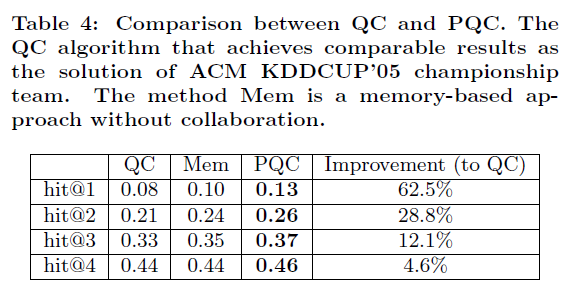 Table 4: Comparison between QC and PQC. The
QC algorithm that achieves comparable results as
the solution of ACM KDDCUP'05 championship
team. The method Mem is a memory-based ap-
proach without collaboration.
QC Mem PQC Improvement (to QC)
hit@1 0.08 0.10 0.13 62.5%
hit@2 0.21 0.24 0.26 28.8%
hit@3 0.33 0.35 0.37 12.1%
hit@4 0.44 0.44 0.46 4.6%